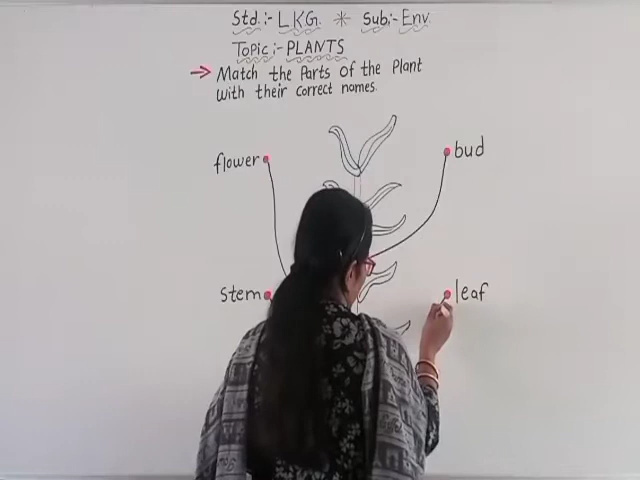 Std:- LKG * Sub:- Env.
Topic:- PLANTS
→ Match the Parts of the Plant
with their correct names.
flower bud
stem leaf